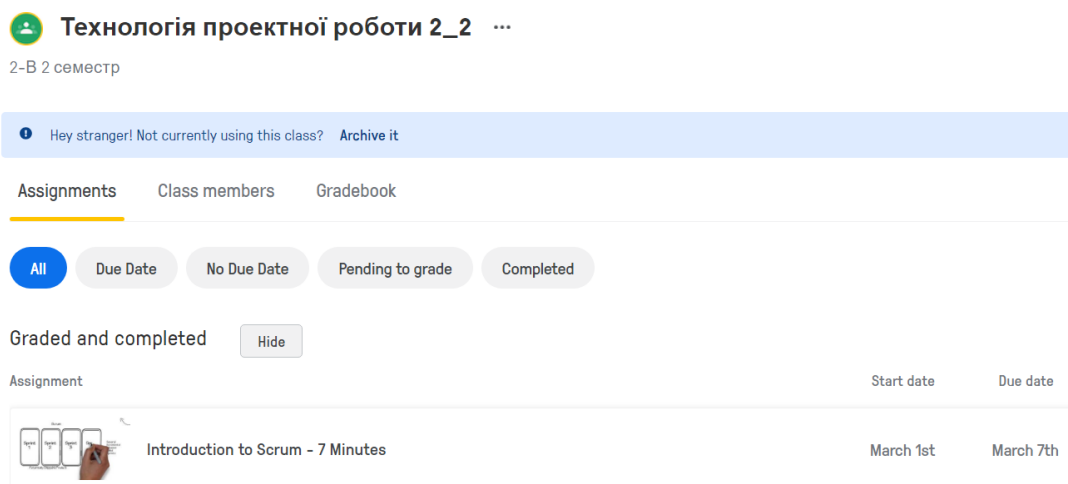 Технологія проектної роботи 2_2 ...
2-В 2 семестр
Hey stranger! Not currently using this class? Archive it
Assignments Class members Gradebook
All Due Date No Due Date Pending to grade Completed
Graded and completed Hide
Assignment Start date Due date
Introduction to Scrum - 7 Minutes March 1st March 7th